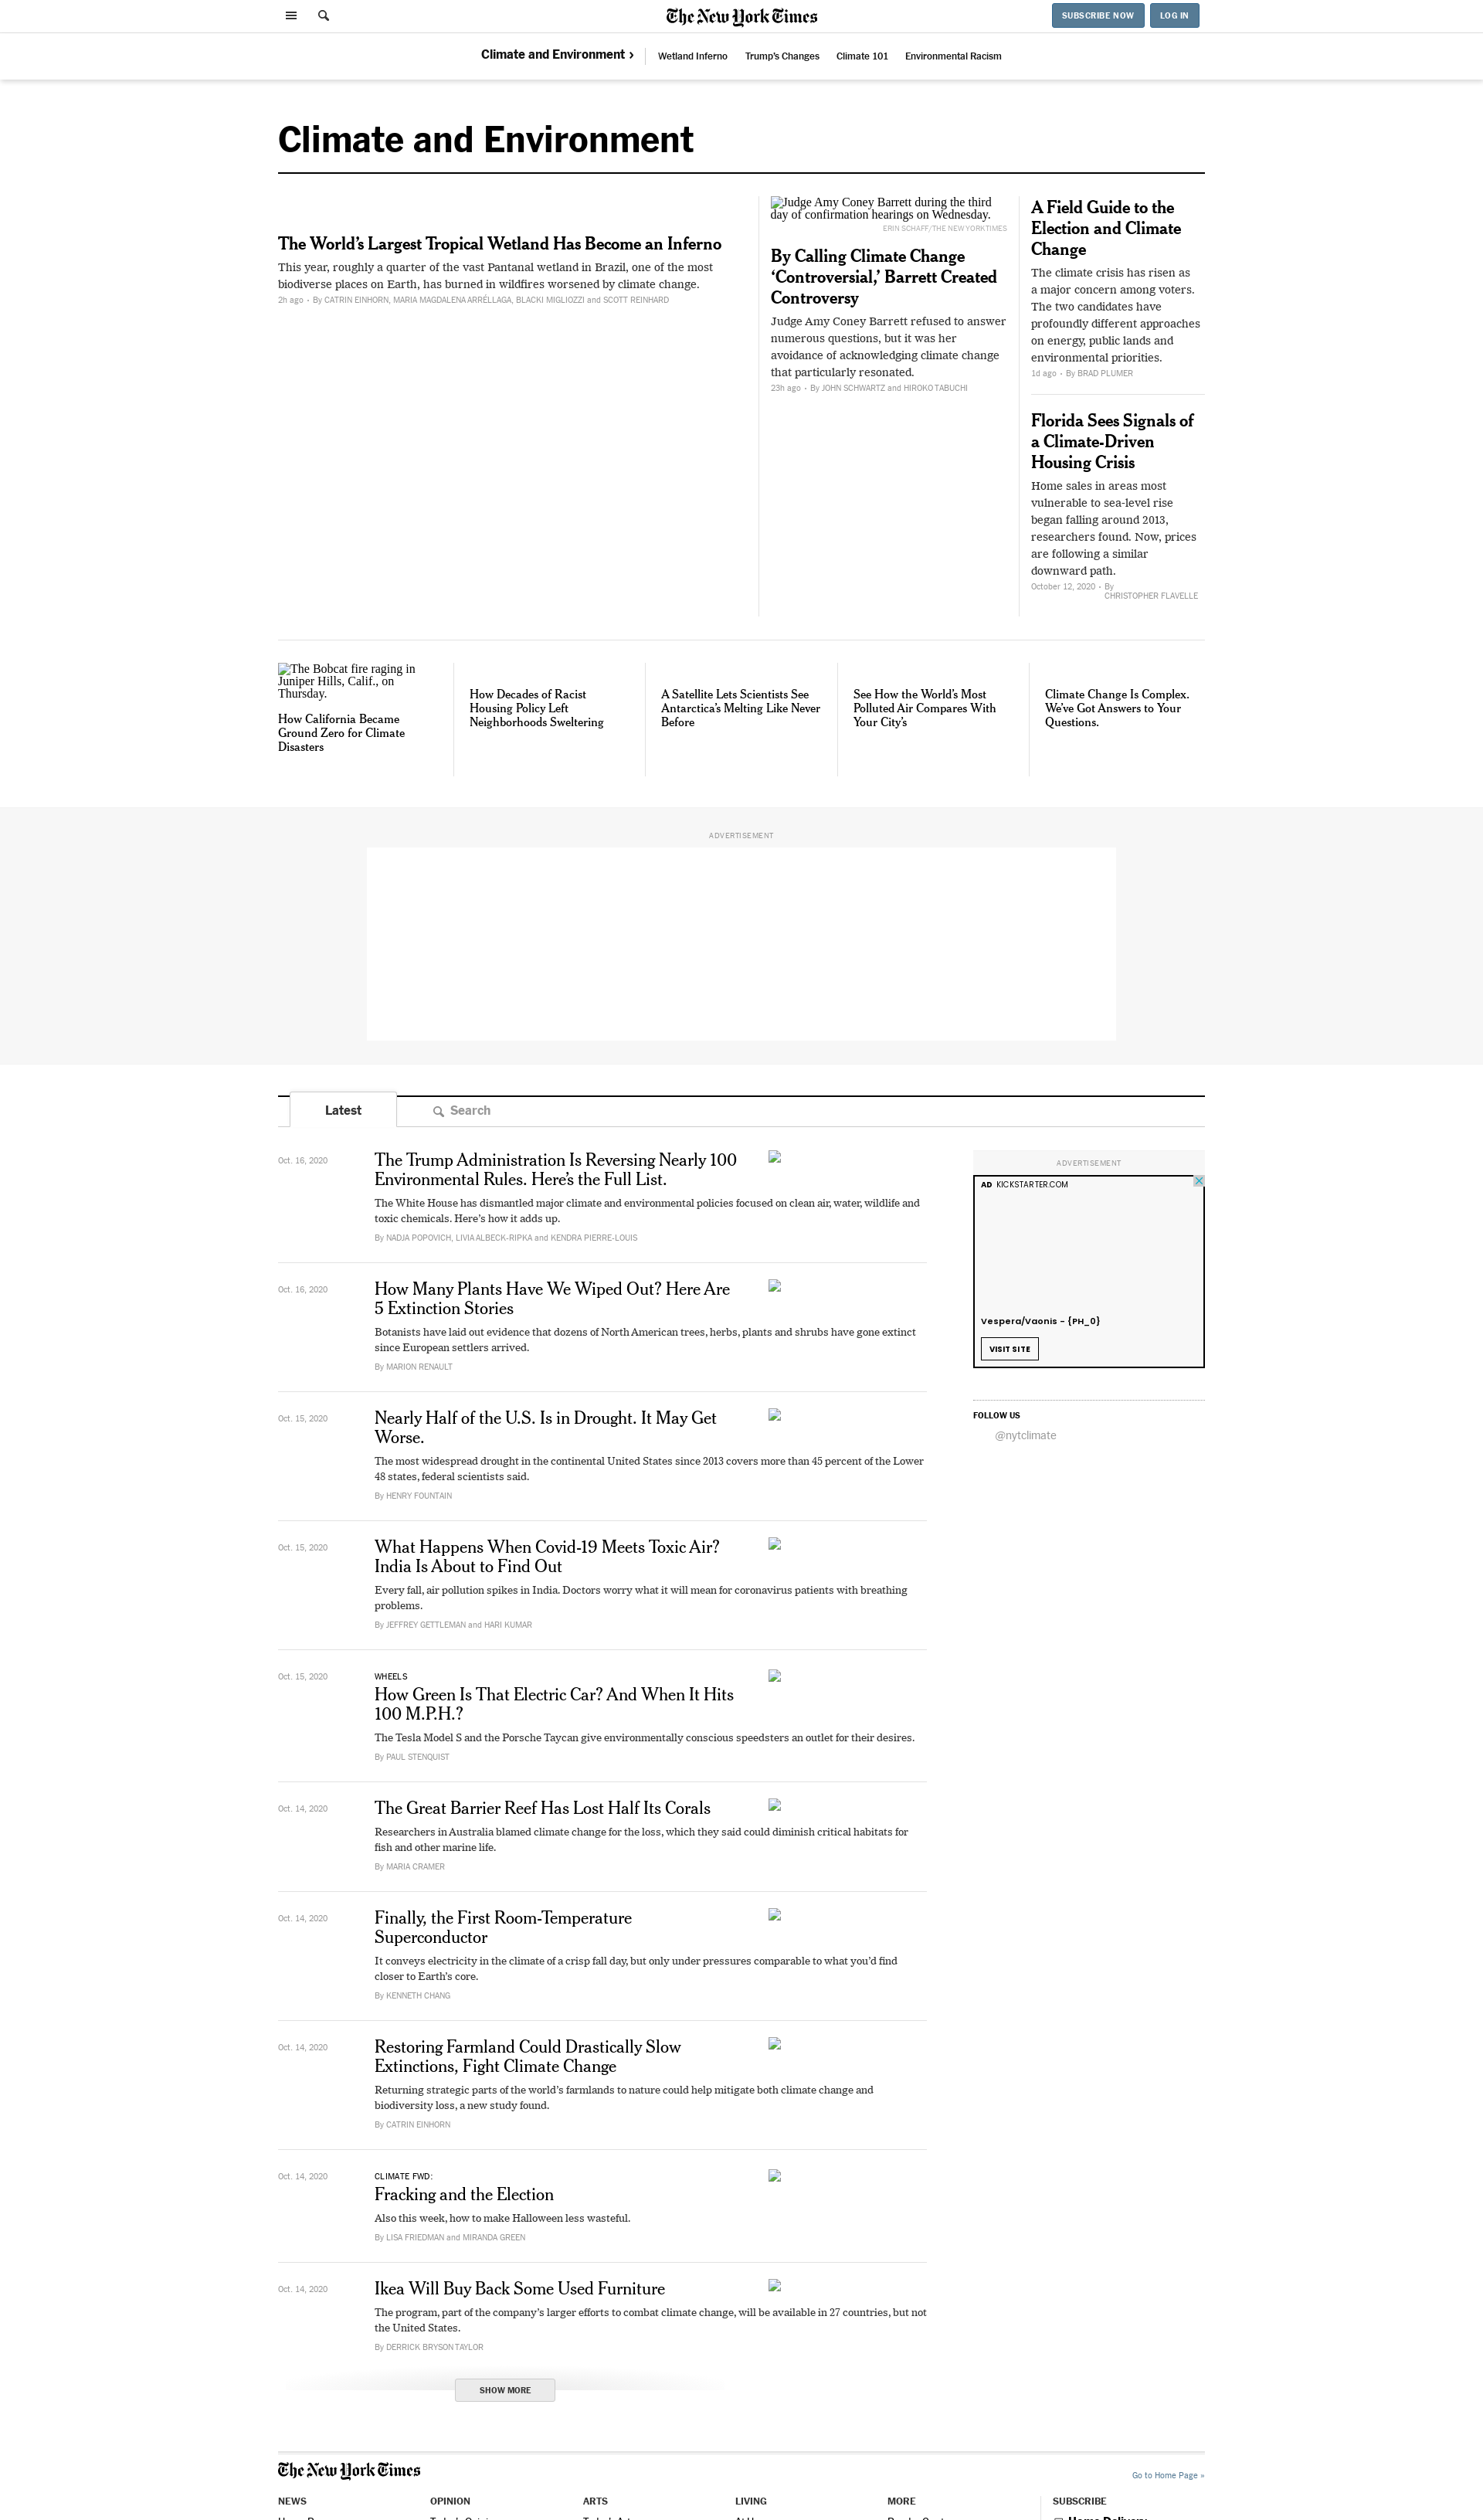 The New York Times
SUBSCRIBE NOW
LOG IN
Climate and Environment ›
Wetland Inferno
Trump's Changes
Climate 101
Environmental Racism
Climate and Environment
The World's Largest Tropical Wetland Has Become an Inferno
This year, roughly a quarter of the vast Pantanal wetland in Brazil, one of the most
biodiverse places on Earth, has burned in wildfires worsened by climate change.
2h ago • By CATRIN EINHORN, MARIA MAGDALENA ARRÉLLAGA, BLACKI MIGLIOZZI and SCOTT REINHARD
Judge Amy Coney Barrett during the third
day of confirmation hearings on Wednesday.
ERIN SCHAFF/THE NEW YORK TIMES
By Calling Climate Change
‘Controversial,’ Barrett Created
Controversy
Judge Amy Coney Barrett refused to answer
numerous questions, but it was her
avoidance of acknowledging climate change
that particularly resonated.
23h ago • By JOHN SCHWARTZ and HIROKO TABUCHI
A Field Guide to the
Election and Climate
Change
The climate crisis has risen as
a major concern among voters.
The two candidates have
profoundly different approaches
on energy, public lands and
environmental priorities.
1d ago • By BRAD PLUMER
Florida Sees Signals of
a Climate-Driven
Housing Crisis
Home sales in areas most
vulnerable to sea-level rise
began falling around 2013,
researchers found. Now, prices
are following a similar
downward path.
October 12, 2020 • By
CHRISTOPHER FLAVELLE
The Bobcat fire raging in
Juniper Hills, Calif., on
Thursday.
How California Became
Ground Zero for Climate
Disasters
How Decades of Racist
Housing Policy Left
Neighborhoods Sweltering
A Satellite Lets Scientists See
Antarctica's Melting Like Never
Before
See How the World's Most
Polluted Air Compares With
Your City's
Climate Change Is Complex.
We've Got Answers to Your
Questions.
ADVERTISEMENT
Latest
Search
Oct. 16, 2020
The Trump Administration Is Reversing Nearly 100
Environmental Rules. Here's the Full List.
The White House has dismantled major climate and environmental policies focused on clean air, water, wildlife and
toxic chemicals. Here's how it adds up.
By NADJA POPOVICH, LIVIA ALBECK-RIPKA and KENDRA PIERRE-LOUIS
ADVERTISEMENT
AD KICKSTARTER.COM
Vespera/Vaonis - {PH_0}
VISIT SITE
FOLLOW US
@nytclimate
Oct. 16, 2020
How Many Plants Have We Wiped Out? Here Are
5 Extinction Stories
Botanists have laid out evidence that dozens of North American trees, herbs, plants and shrubs have gone extinct
since European settlers arrived.
By MARION RENAULT
Oct. 15, 2020
Nearly Half of the U.S. Is in Drought. It May Get
Worse.
The most widespread drought in the continental United States since 2013 covers more than 45 percent of the Lower
48 states, federal scientists said.
By HENRY FOUNTAIN
Oct. 15, 2020
What Happens When Covid-19 Meets Toxic Air?
India Is About to Find Out
Every fall, air pollution spikes in India. Doctors worry what it will mean for coronavirus patients with breathing
problems.
By JEFFREY GETTLEMAN and HARI KUMAR
Oct. 15, 2020
WHEELS
How Green Is That Electric Car? And When It Hits
100 M.P.H.?
The Tesla Model S and the Porsche Taycan give environmentally conscious speedsters an outlet for their desires.
By PAUL STENQUIST
Oct. 14, 2020
The Great Barrier Reef Has Lost Half Its Corals
Researchers in Australia blamed climate change for the loss, which they said could diminish critical habitats for
fish and other marine life.
By MARIA CRAMER
Oct. 14, 2020
Finally, the First Room-Temperature
Superconductor
It conveys electricity in the climate of a crisp fall day, but only under pressures comparable to what you'd find
closer to Earth's core.
By KENNETH CHANG
Oct. 14, 2020
Restoring Farmland Could Drastically Slow
Extinctions, Fight Climate Change
Returning strategic parts of the world's farmlands to nature could help mitigate both climate change and
biodiversity loss, a new study found.
By CATRIN EINHORN
Oct. 14, 2020
CLIMATE FWD:
Fracking and the Election
Also this week, how to make Halloween less wasteful.
By LISA FRIEDMAN and MIRANDA GREEN
Oct. 14, 2020
Ikea Will Buy Back Some Used Furniture
The program, part of the company's larger efforts to combat climate change, will be available in 27 countries, but not
the United States.
By DERRICK BRYSON TAYLOR
SHOW MORE
The New York Times
Go to Home Page »
NEWS
OPINION
ARTS
LIVING
MORE
SUBSCRIBE